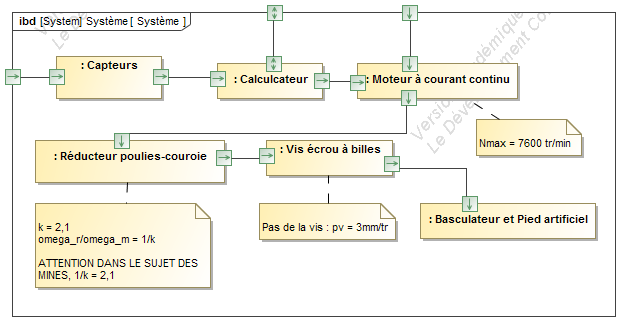 ibd [System] Système [ Système ]
: Capteurs
: Calculcateur
: Moteur à courant continu
Nmax = 7600 tr/min
: Réducteur poulies-couroie
: Vis écrou à billes
k = 2,1
omega_r/omega_m = 1/k
ATTENTION DANS LE SUJET DES
MINES, 1/k = 2,1
Pas de la vis : pv = 3mm/tr
: Basculateur et Pied artificiel